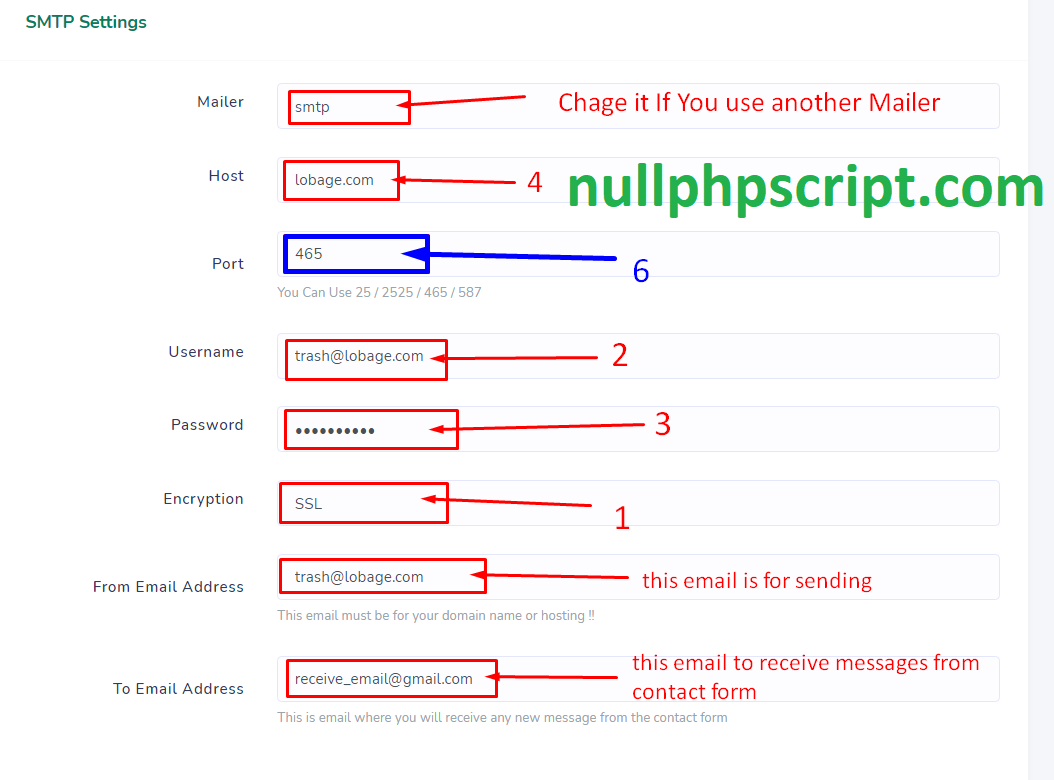 SMTP Settings
Mailer
smtp
Chage it If You use another Mailer
Host
lobage.com
4
nullphpscript.com
Port
465
6
You Can Use 25 / 2525 / 465 / 587
Username
trash@lobage.com
2
Password
••••••••••
3
Encryption
SSL
1
From Email Address
trash@lobage.com
this email is for sending
This email must be for your domain name or hosting !!
To Email Address
receive_email@gmail.com
this email to receive messages from
contact form
This is email where you will receive any new message from the contact form